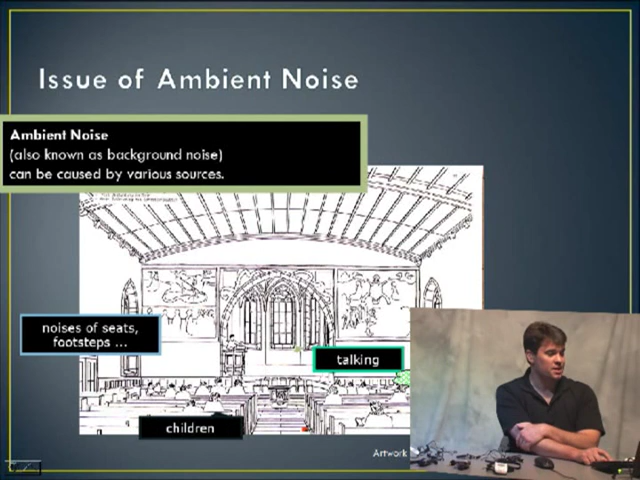 Issue of Ambient Noise
Ambient Noise
(also known as background noise)
can be caused by various sources.
noises of seats,
footsteps ...
talking
children
Artwork